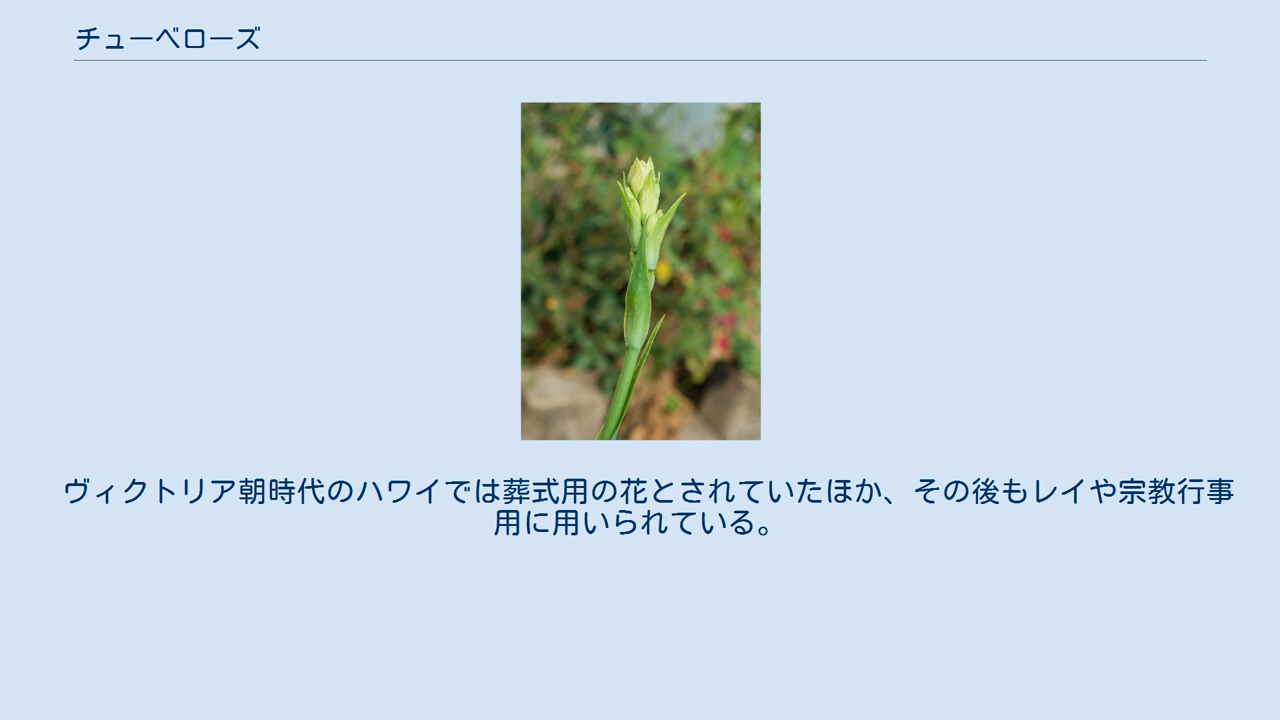 チューベローズ
ヴィクトリア朝時代のハワイでは葬式用の花とされていたほか、その後もレイや宗教行事
用に用いられている。